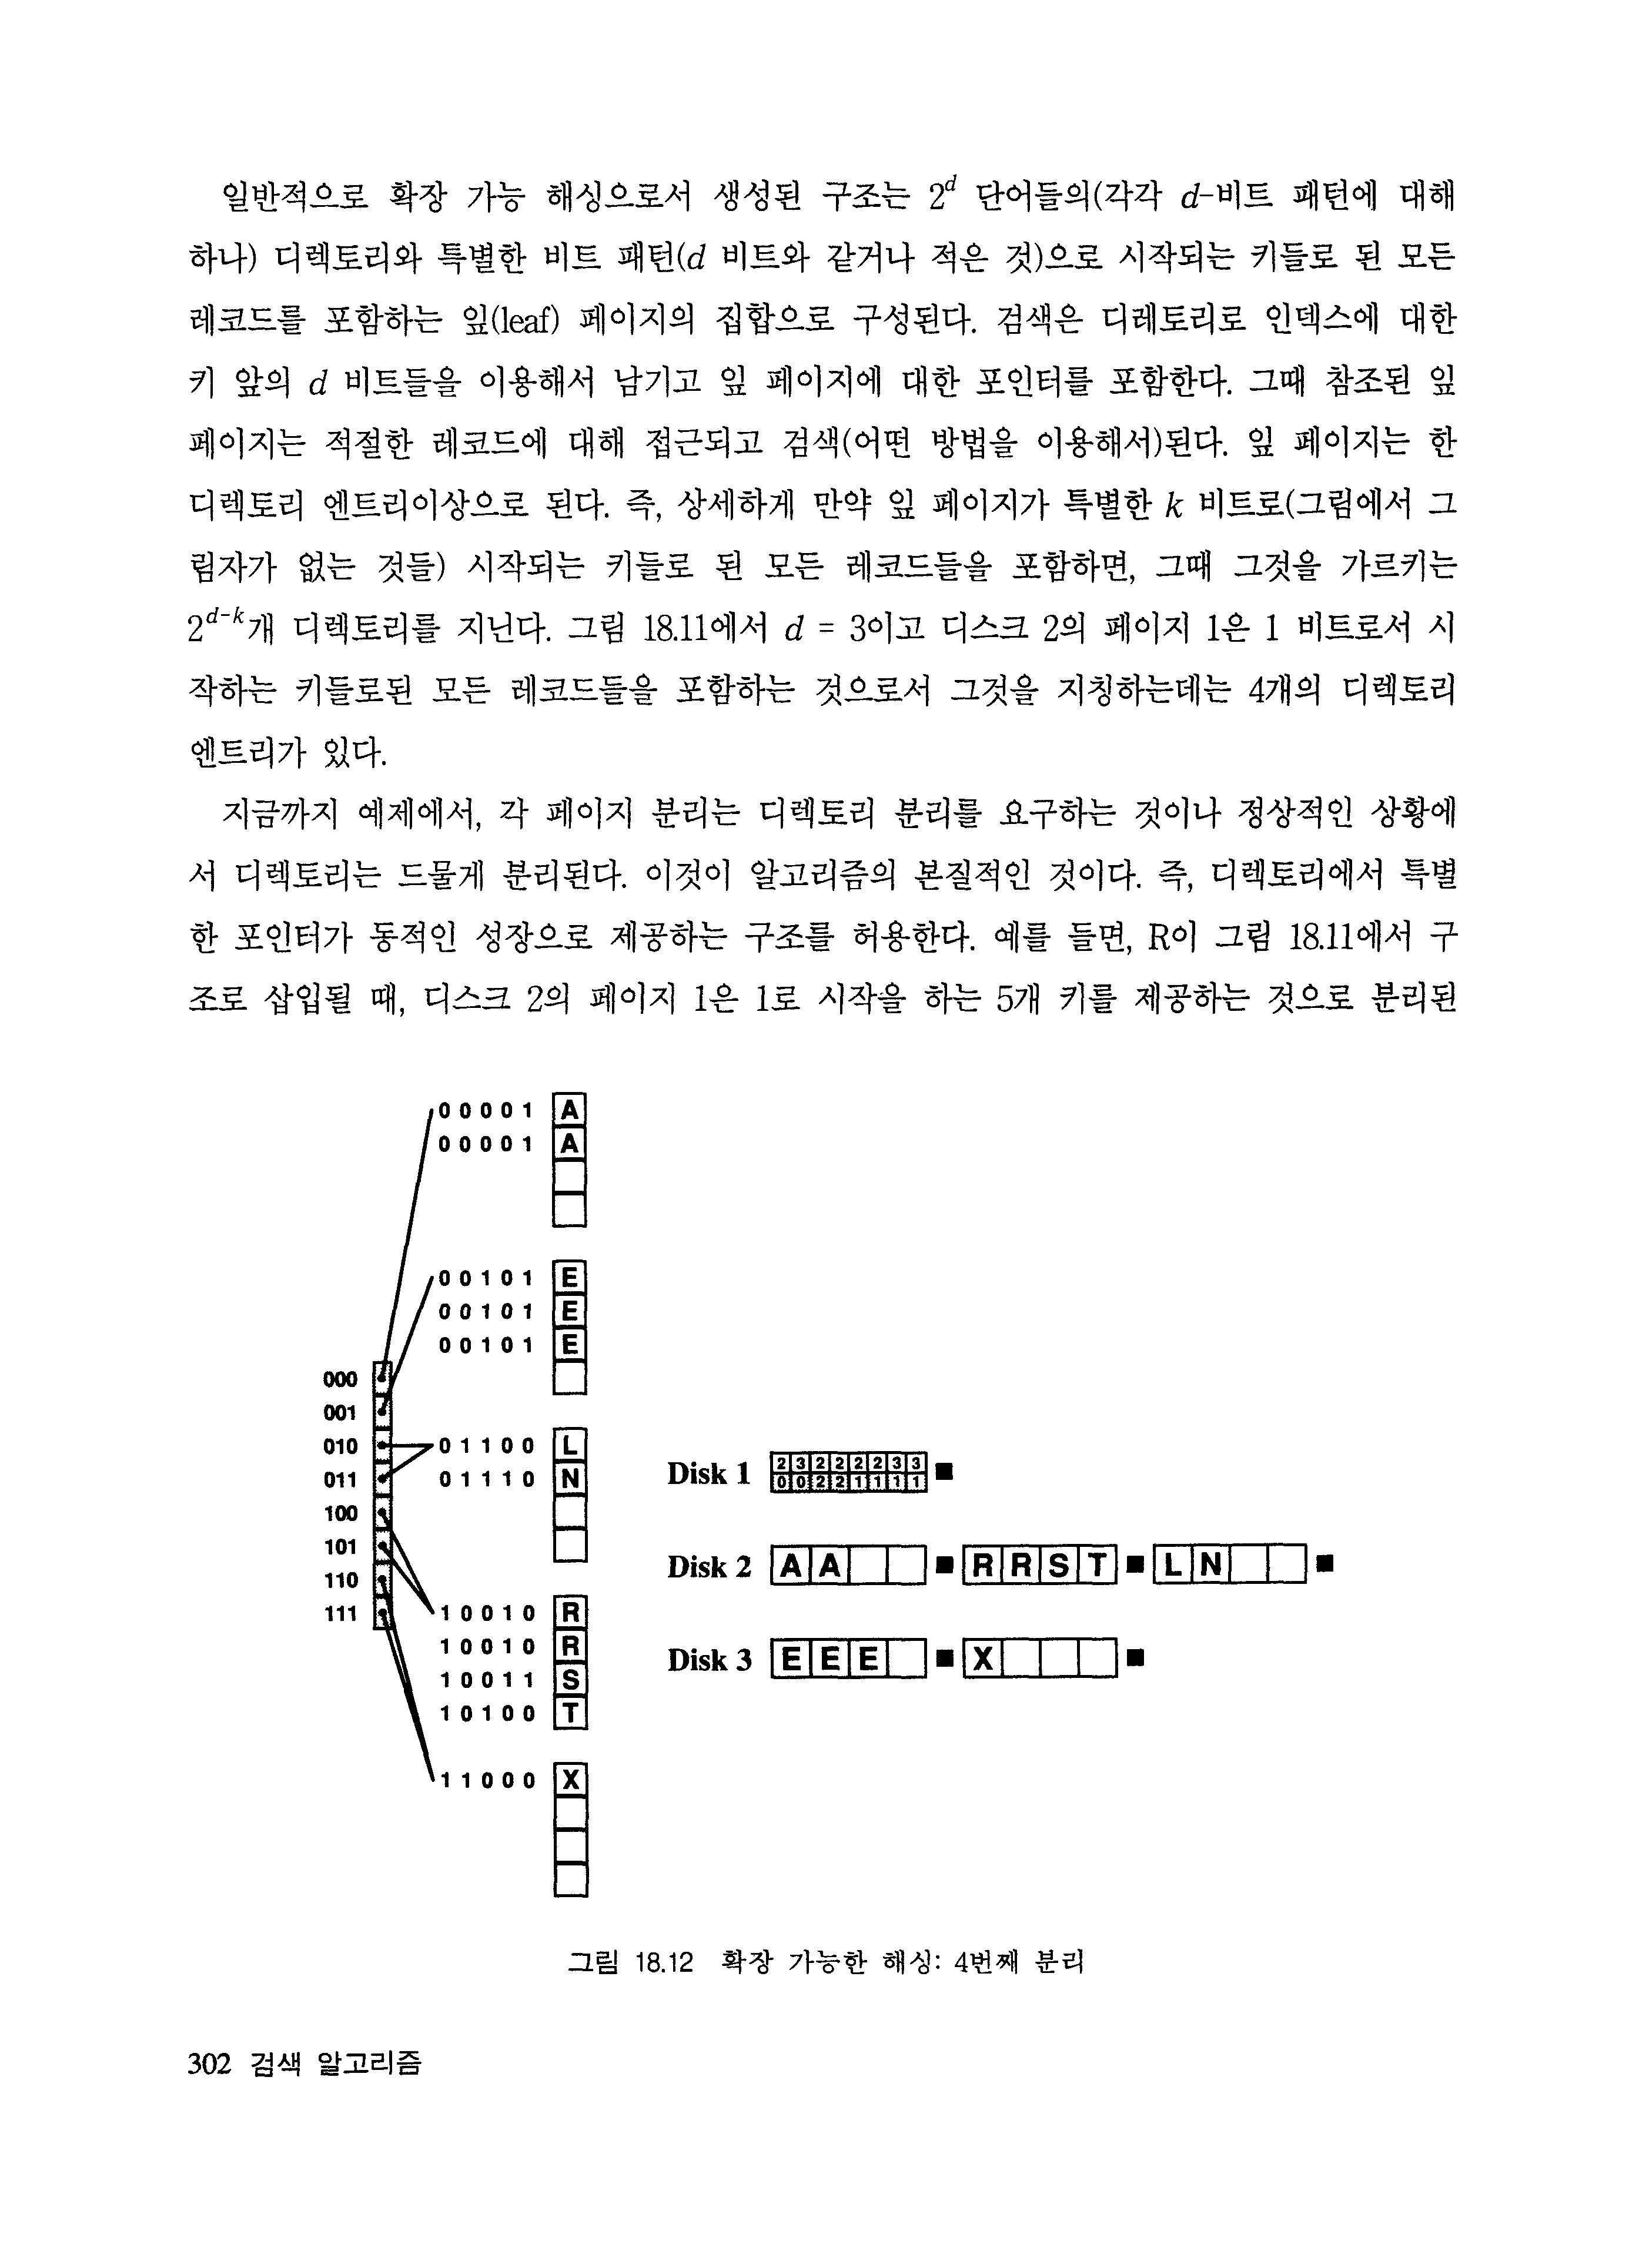 일반적으로 확장 가능 해싱으로서 생성된 구조는 2^d 단어들의(각각 d-비트 패턴에 대해
하나) 디렉토리와 특별한 비트 패턴(d 비트와 같거나 적은 것)으로 시작되는 키들로 된 모든
레코드를 포함하는 잎(leaf) 페이지의 집합으로 구성된다. 검색은 디레토리로 인덱스에 대한
키 앞의 d 비트들을 이용해서 남기고 잎 페이지에 대한 포인터를 포함한다. 그때 참조된 잎
페이지는 적절한 레코드에 대해 접근되고 검색(어떤 방법을 이용해서)된다. 잎 페이지는 한
디렉토리 엔트리이상으로 된다. 즉, 상세하게 만약 잎 페이지가 특별한 k 비트로(그림에서 그
림자가 없는 것들) 시작되는 키들로 된 모든 레코드들을 포함하면, 그때 그것을 가르키는
2^{d-k}개 디렉토리를 지닌다. 그림 18.11에서 d = 3이고 디스크 2의 페이지 1은 1 비트로서 시
작하는 키들로된 모든 레코드들을 포함하는 것으로서 그것을 지칭하는데는 4개의 디렉토리
엔트리가 있다.
지금까지 예제에서, 각 페이지 분리는 디렉토리 분리를 요구하는 것이나 정상적인 상황에
서 디렉토리는 드물게 분리된다. 이것이 알고리즘의 본질적인 것이다. 즉, 디렉토리에서 특별
한 포인터가 동적인 성장으로 제공하는 구조를 허용한다. 예를 들면, R이 그림 18.11에서 구
조로 삽입될 때, 디스크 2의 페이지 1은 1로 시작을 하는 5개 키를 제공하는 것으로 분리된
00001 A
00001 A
00101 E
00101 E
00101 E
000
001
010
011
100
101
110
111
01100 L
01110 N
10010 R
10010 R
10011 S
10100 T
11000 X
Disk 1 2 3 2 2 2 2 3 3
0 0 2 2 1 1 1 1
Disk 2 A A R R S T L N
Disk 3 E E E X
그림 18.12 확장 가능한 해싱: 4번째 분리
302 검색 알고리즘